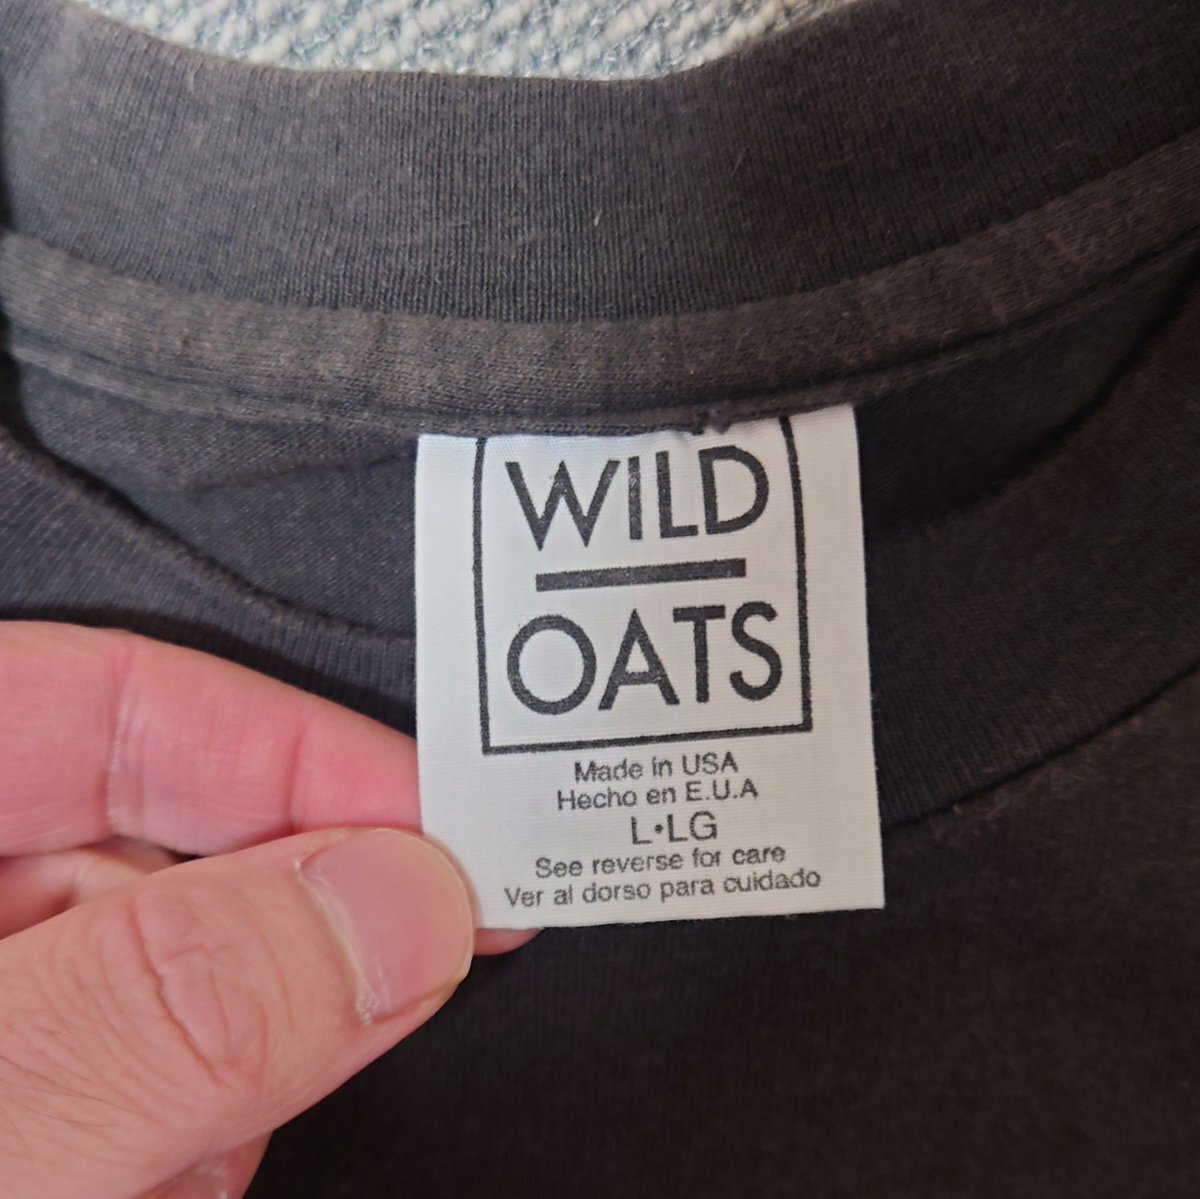 WILD
OATS
Made in USA
Hecho en E.U.A
L•LG
See reverse for care
Ver al dorso para cuidado